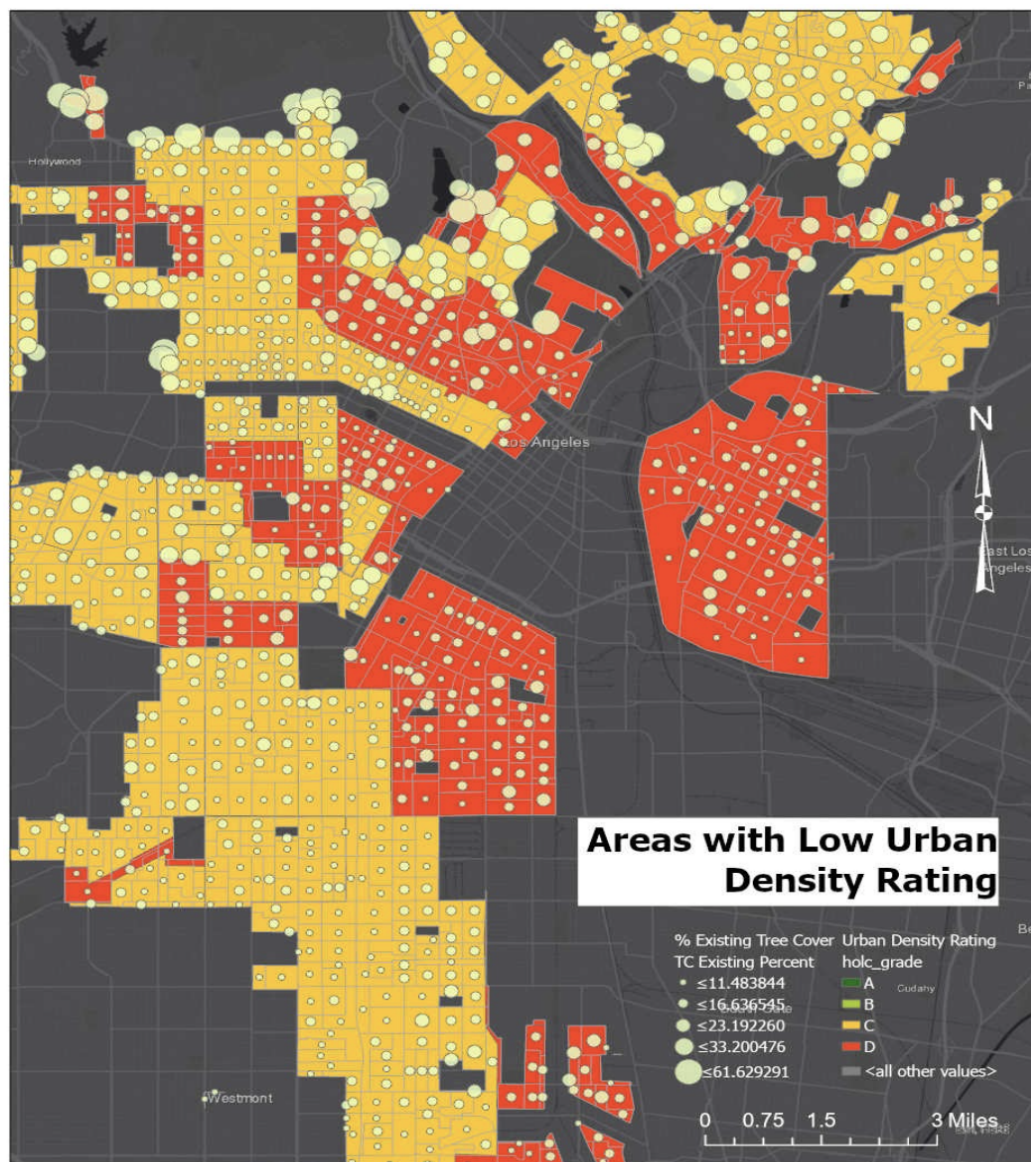 Hollywood
Pa
Los Angeles
N
East Los
Angeles
Areas with Low Urban
Density Rating
Be
% Existing Tree Cover Urban Density Rating
TC Existing Percent holc_grade
≤11.483844 A
≤16.636545 B
≤23.192260 C
≤33.200476 D
≤61.629291 <all other values>
Cudahy
Westmont
0 0.75 1.5 3 Miles